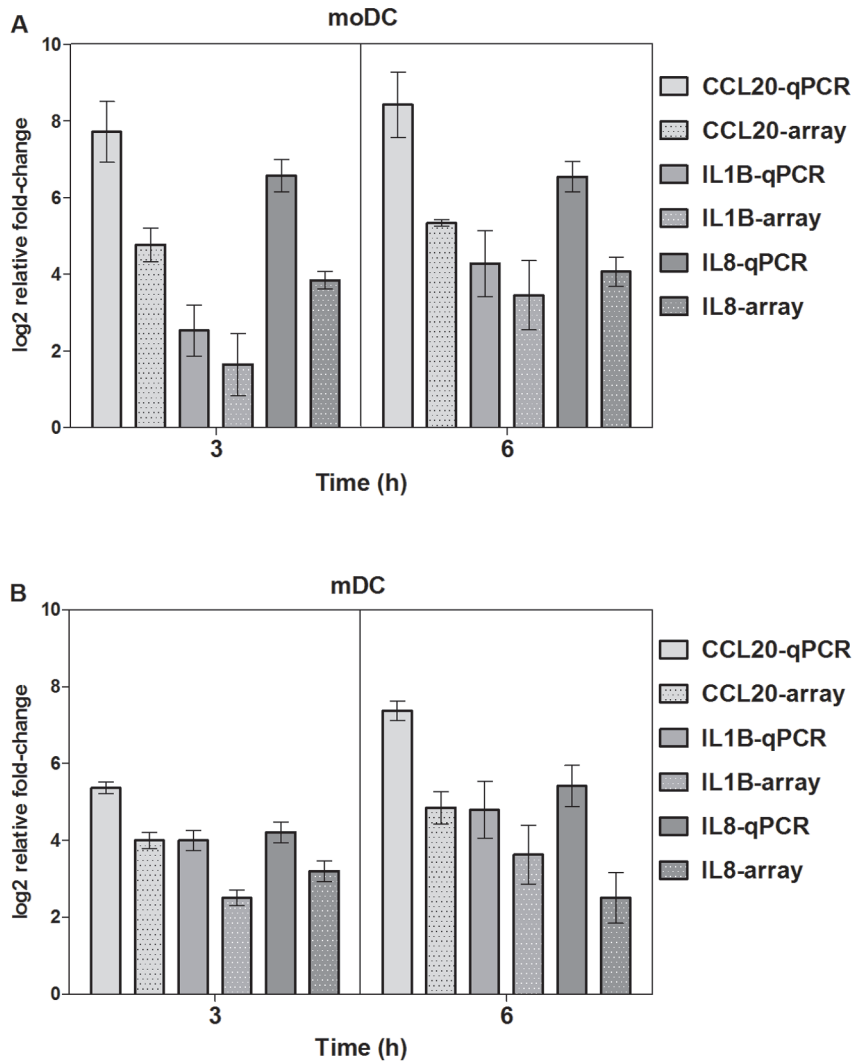 A
moDC
log2 relative fold-change
10
8
6
4
2
0
3
6
Time (h)
CCL20-qPCR
CCL20-array
IL1B-qPCR
IL1B-array
IL8-qPCR
IL8-array
B
mDC
log2 relative fold-change
10
8
6
4
2
0
3
6
Time (h)
CCL20-qPCR
CCL20-array
IL1B-qPCR
IL1B-array
IL8-qPCR
IL8-array